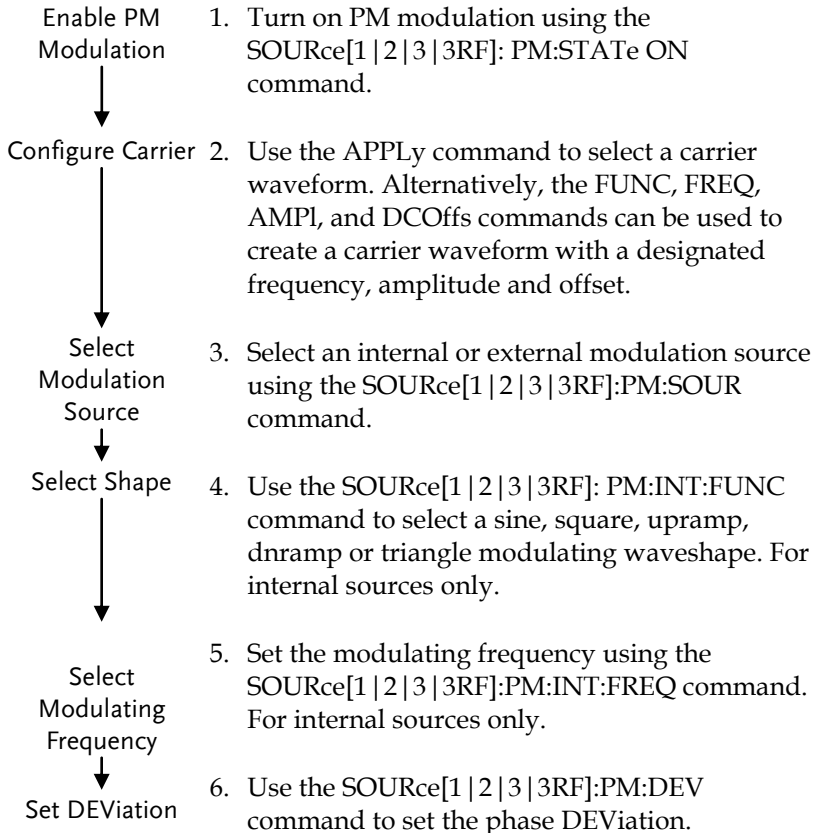 Enable PM
Modulation
1. Turn on PM modulation using the
SOURce[1|2|3|3RF]: PM:STATe ON
command.
Configure Carrier
2. Use the APPLy command to select a carrier
waveform. Alternatively, the FUNC, FREQ,
AMPl, and DCOffs commands can be used to
create a carrier waveform with a designated
frequency, amplitude and offset.
Select
Modulation
Source
3. Select an internal or external modulation source
using the SOURce[1|2|3|3RF]:PM:SOUR
command.
Select Shape
4. Use the SOURce[1|2|3|3RF]: PM:INT:FUNC
command to select a sine, square, upramp,
dnramp or triangle modulating waveshape. For
internal sources only.
Select
Modulating
Frequency
5. Set the modulating frequency using the
SOURce[1|2|3|3RF]:PM:INT:FREQ command.
For internal sources only.
Set DEViation
6. Use the SOURce[1|2|3|3RF]:PM:DEV
command to set the phase DEViation.